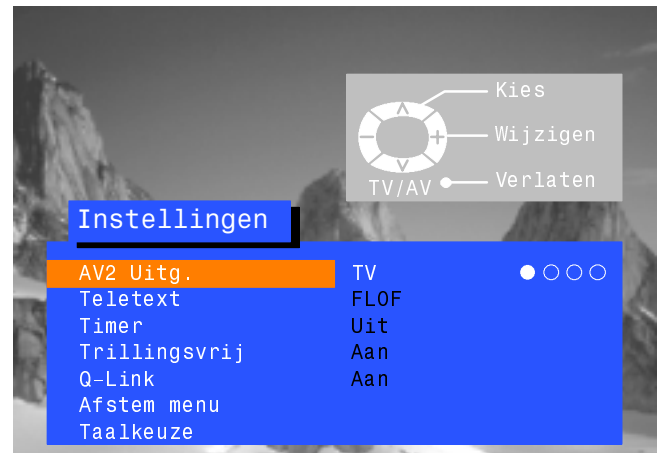 Kies
Wijzigen
TV/AV Verlaten
Instellingen
AV2 Uitg. TV
Teletext FLOF
Timer Uit
Trillingsvrij Aan
Q-Link Aan
Afstem menu
Taalkeuze